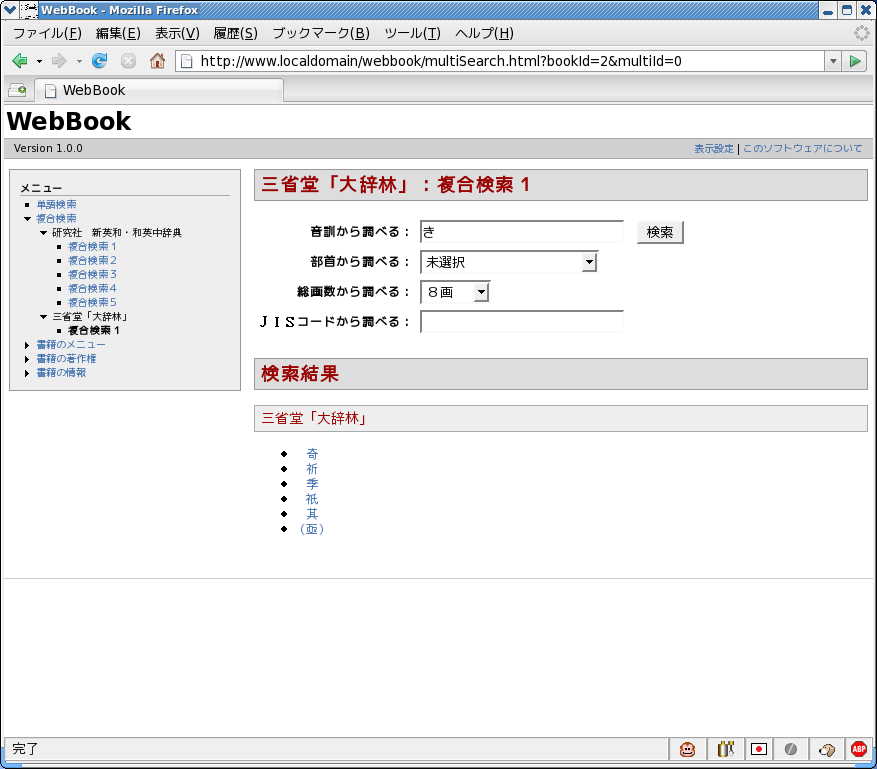 WebBook - Mozilla Firefox
ファイル(F) 編集(E) 表示(V) 履歴(S) ブックマーク(B) ツール(T) ヘルプ(H)
http://www.localdomain/webbook/multiSearch.html?bookId=2&multiId=0
WebBook
WebBook
Version 1.0.0 表示設定 | このソフトウェアについて
メニュー
単語検索
複合検索
研究社 新英和・和英中辞典
複合検索１
複合検索２
複合検索３
複合検索４
複合検索５
三省堂「大辞林」
複合検索１
書籍のメニュー
書籍の著作権
書籍の情報
三省堂「大辞林」：複合検索１
音訓から調べる： き 検索
部首から調べる： 未選択
総画数から調べる： ８画
ＪＩＳコードから調べる：
検索結果
三省堂「大辞林」
奇
祈
季
祇
其
（亟）
完了 ABP